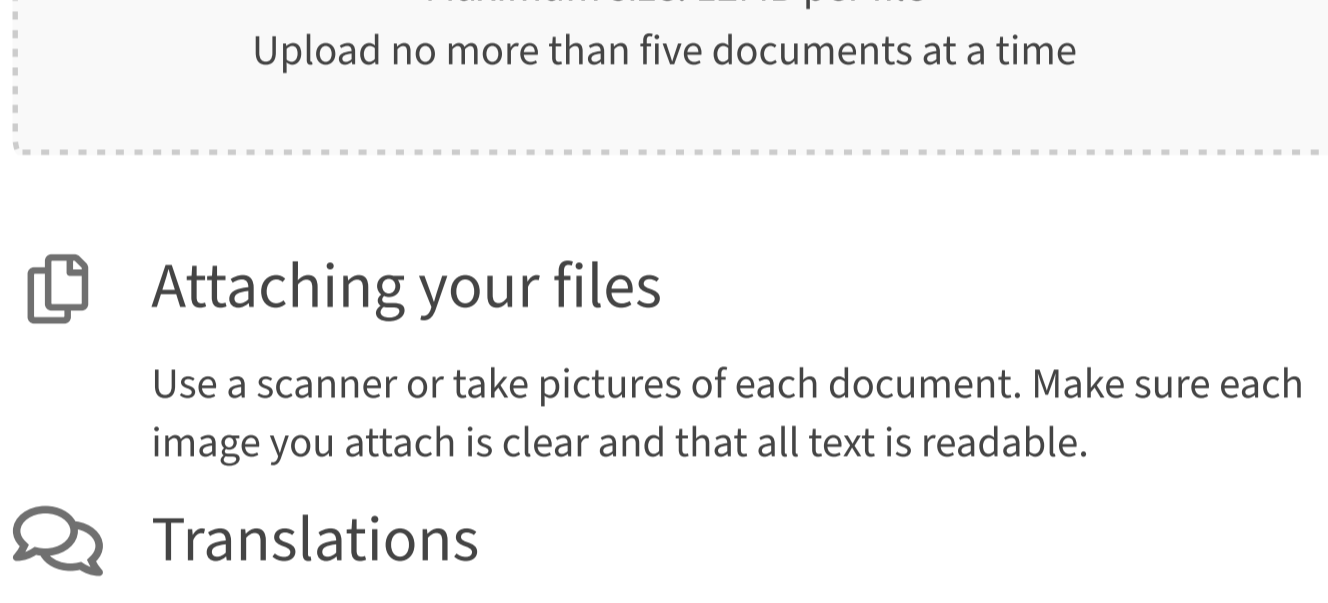 Upload no more than five documents at a time
Attaching your files
Use a scanner or take pictures of each document. Make sure each
image you attach is clear and that all text is readable.
Translations